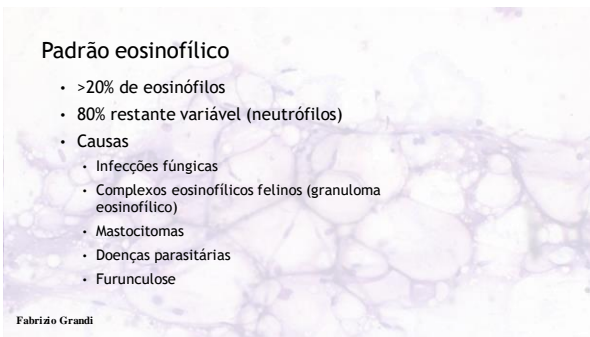 Padrão eosinofílico
• >20% de eosinófilos
• 80% restante variável (neutrófilos)
• Causas
• Infecções fúngicas
• Complexos eosinofílicos felinos (granuloma
eosinofílico)
• Mastocitomas
• Doenças parasitárias
• Furunculose
Fabrizio Grandi